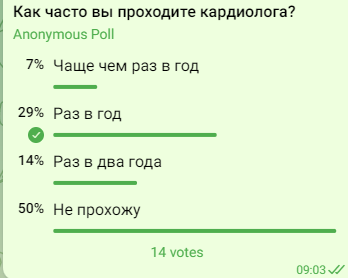 Как часто вы проходите кардиолога?
Anonymous Poll
7% Чаще чем раз в год
29% Раз в год
14% Раз в два года
50% Не прохожу
14 votes
09:03